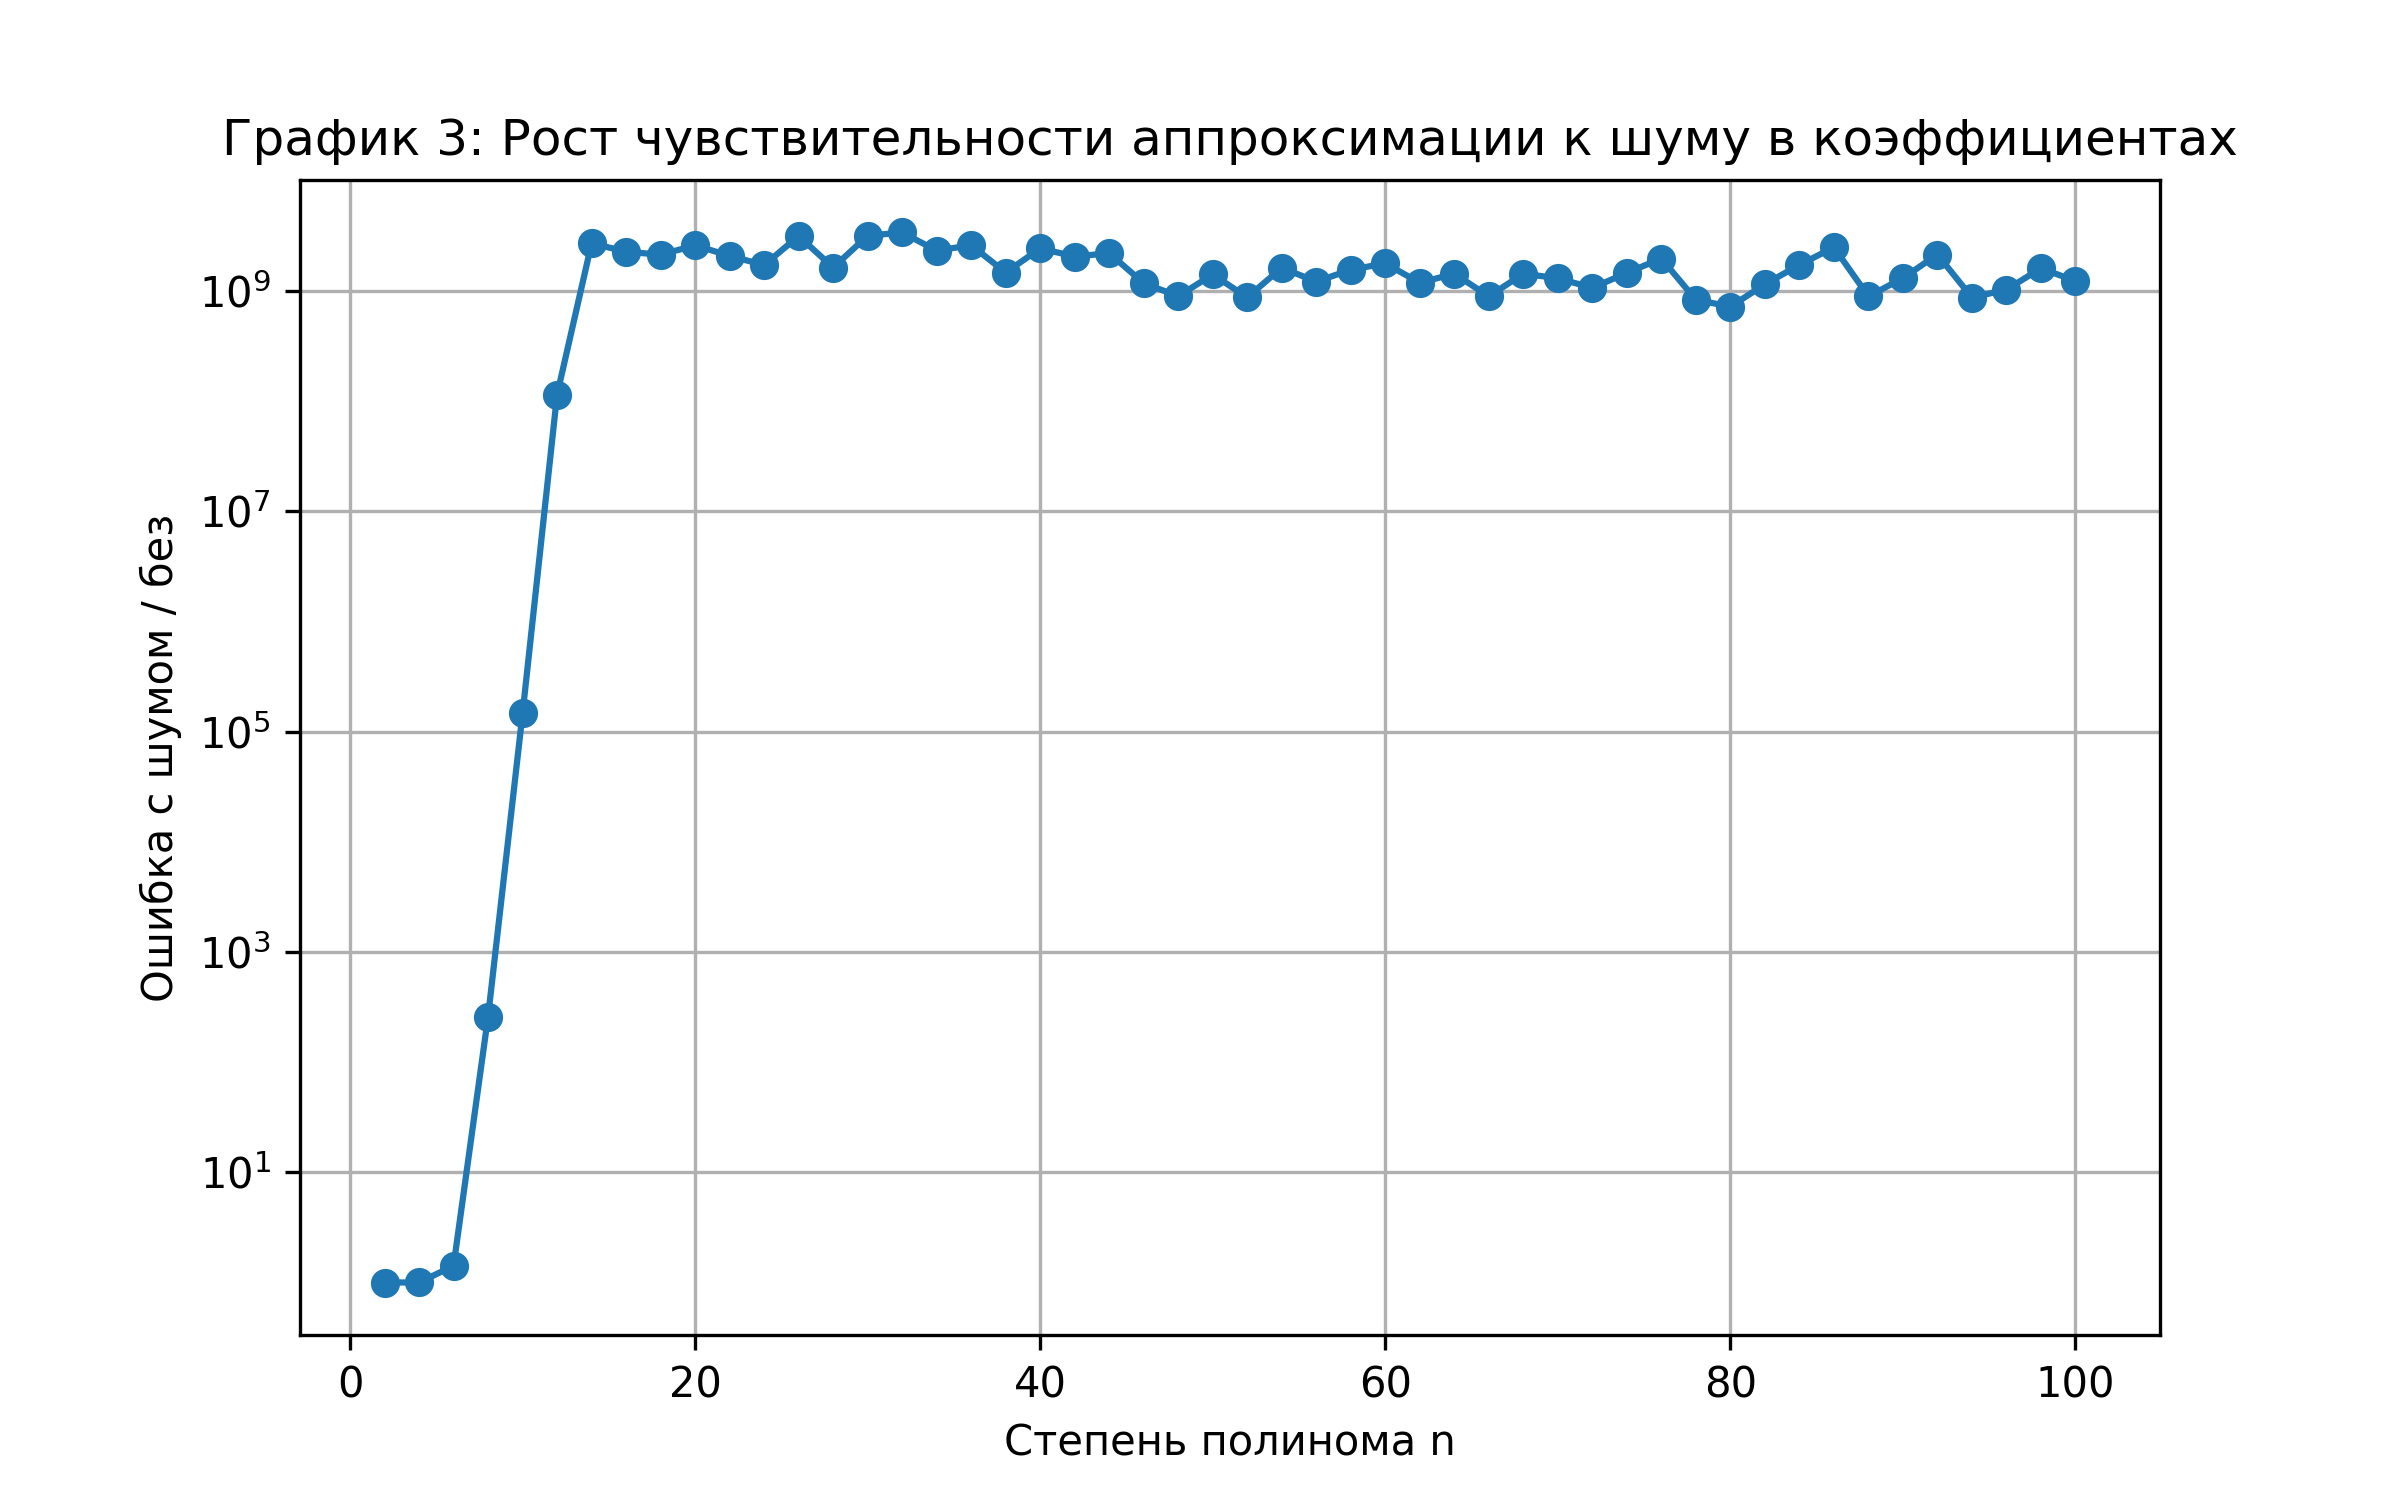 График 3: Рост чувствительности аппроксимации к шуму в коэффициентах
Ошибка с шумом / без
10⁹
10⁷
10⁵
10³
10¹
0 20 40 60 80 100
Степень полинома n